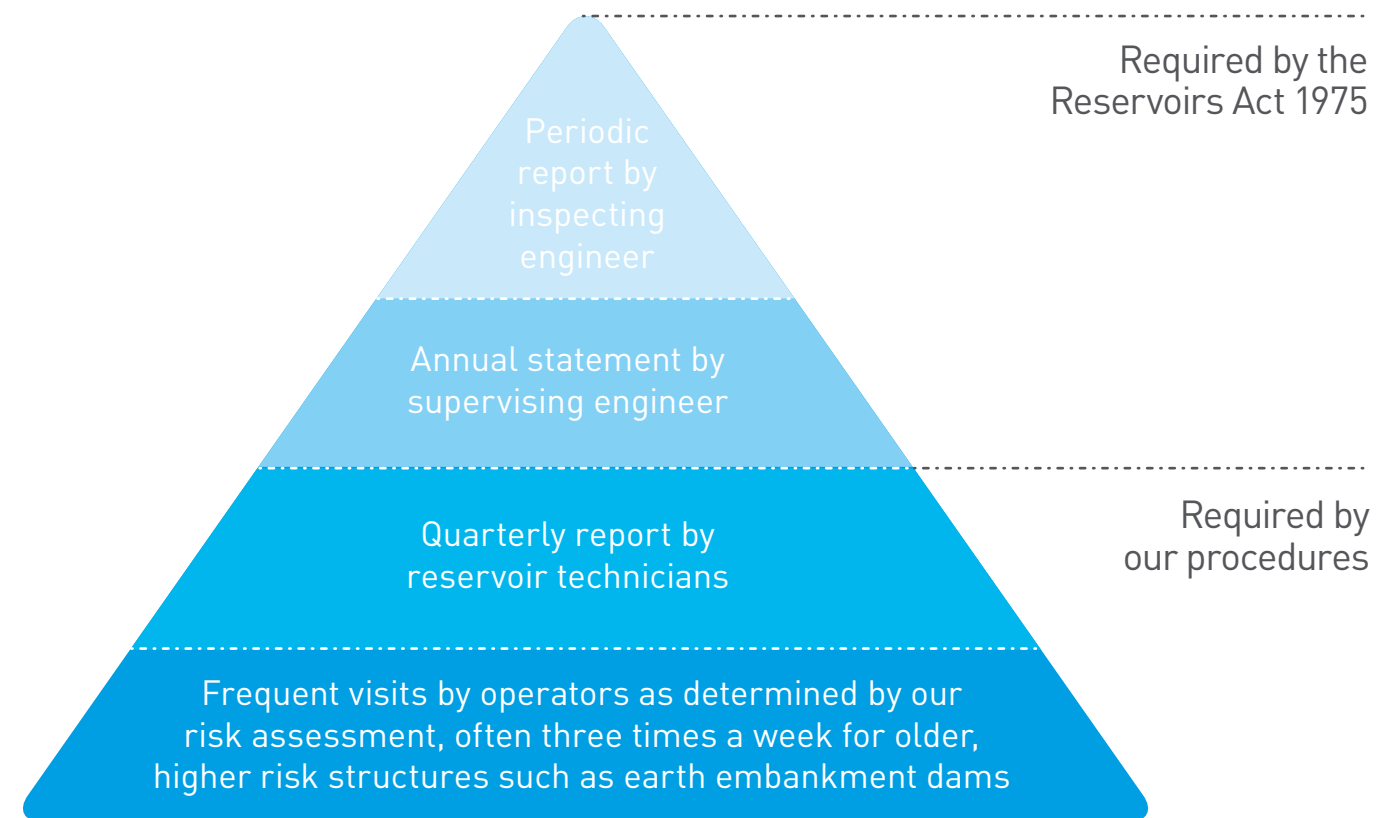 Required by the
Reservoirs Act 1975
Periodic
report by
inspecting
engineer
Annual statement by
supervising engineer
Required by
our procedures
Quarterly report by
reservoir technicians
Frequent visits by operators as determined by our
risk assessment, often three times a week for older,
higher risk structures such as earth embankment dams